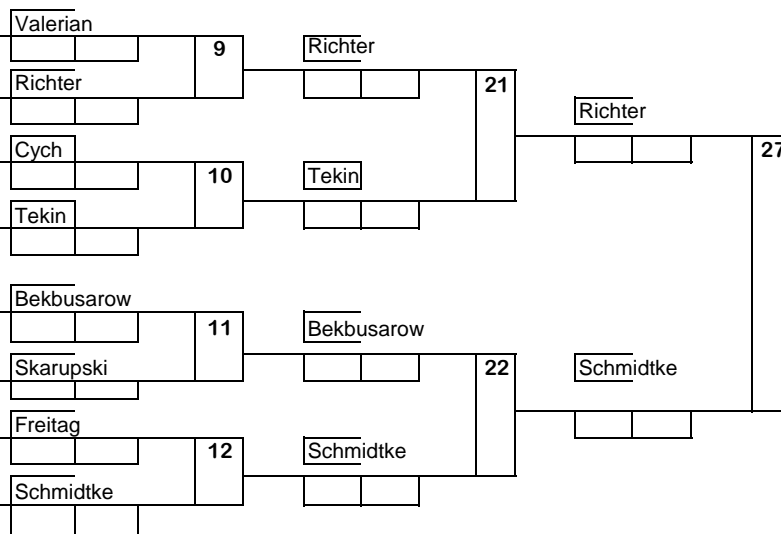 Valerian
9
Richter
Richter
21
Richter
Cych
10
Tekin
27
Tekin
Bekbusarow
11
Bekbusarow
Skarupski
22
Schmidtke
Freitag
12
Schmidtke
Schmidtke